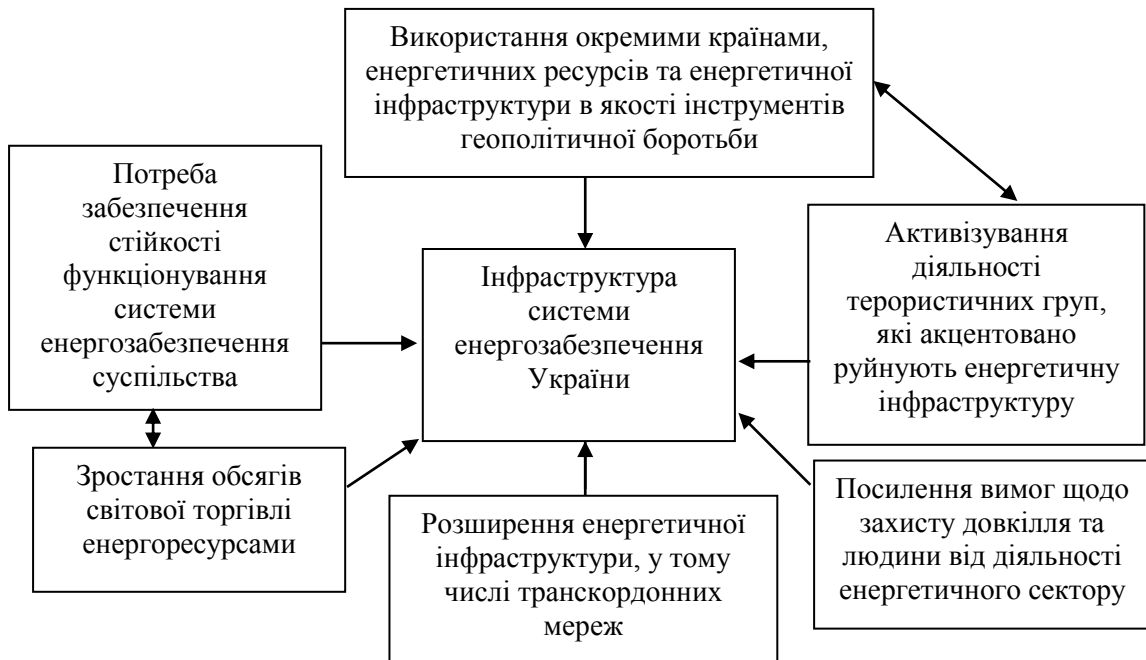 Використання окремими країнами,
енергетичних ресурсів та енергетичної
інфраструктури в якості інструментів
геополітичної боротьби
Потреба
забезпечення
стійкості
функціонування
системи
енергозабезпечення
суспільства
Інфраструктура
системи
енергозабезпечення
України
Активізування
діяльності
терористичних груп,
які акцентовано
руйнують енергетичну
інфраструктуру
Зростання обсягів
світової торгівлі
енергоресурсами
Розширення енергетичної
інфраструктури, у тому
числі транскордонних
мереж
Посилення вимог щодо
захисту довкілля та
людини від діяльності
енергетичного сектору